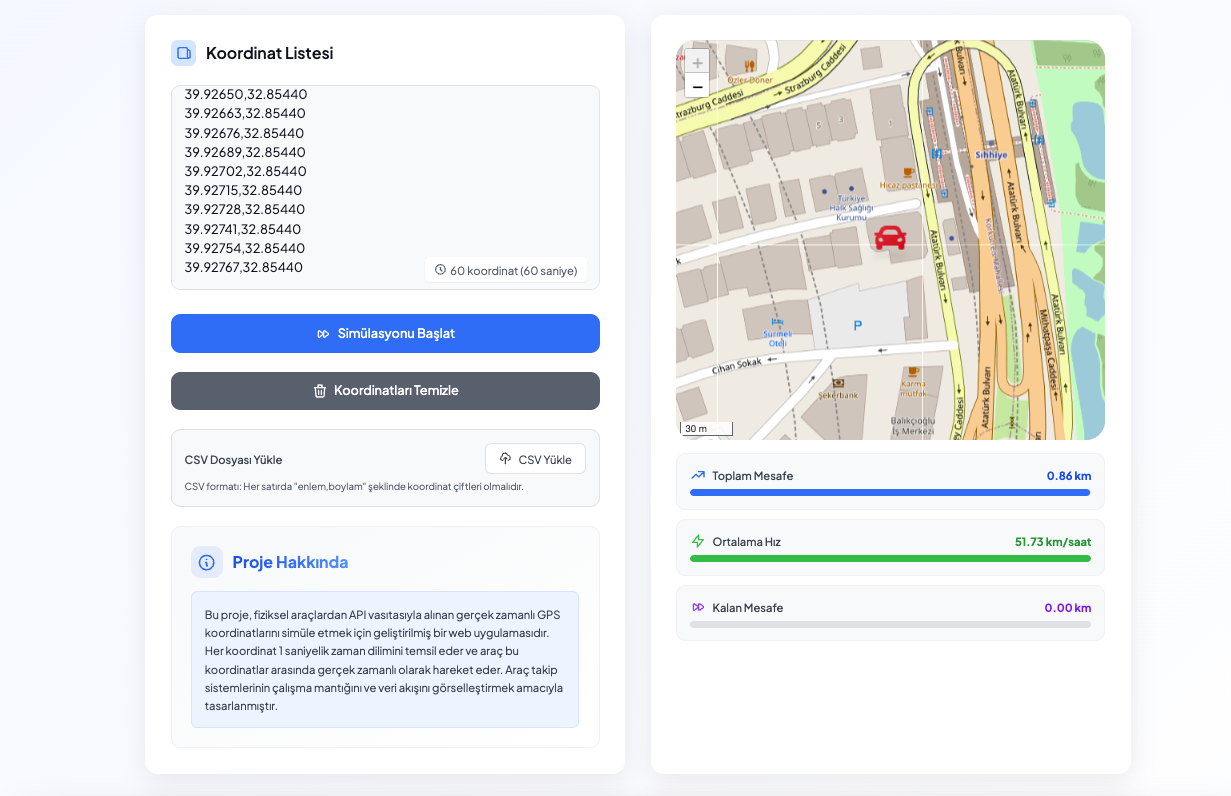 Koordinat Listesi
39.92650,32.85440
39.92663,32.85440
39.92676,32.85440
39.92689,32.85440
39.92702,32.85440
39.92715,32.85440
39.92728,32.85440
39.92741,32.85440
39.92754,32.85440
39.92767,32.85440
60 koordinat (60 saniye)
Simülasyonu Başlat
Koordinatları Temizle
CSV Dosyası Yükle
CSV Yükle
CSV formatı: Her satırda "enlem,boylam" şeklinde koordinat çiftleri olmalıdır.
Proje Hakkında
Bu proje, fiziksel araçlardan API vasıtasıyla alınan gerçek zamanlı GPS
koordinatlarını simüle etmek için geliştirilmiş bir web uygulamasıdır.
Her koordinat 1 saniyelik zaman dilimini temsil eder ve araç bu
koordinatlar arasında gerçek zamanlı olarak hareket eder. Araç takip
sistemlerinin çalışma mantığını ve veri akışını görselleştirmek amacıyla
tasarlanmıştır.
+
−
Özler Döner
Strazburg Caddesi
Strazburg Caddesi
5
3
1
Atatürk Bulvarı
Sıhhiye
Hicaz pastanesi
Türkiye
Halk Sağlığı
Kurumu
Atatürk Bulvarı
Atatürk Bulvarı
Atatürk Bulvarı
Mithatpaşa Caddesi
P
Sürmek
Oteli
Cihan Sokak
Şekerbank
Karma
mutfak
Balıkçıoğlu
İş Merkezi
Atatürk Bulvarı
30 m
Toplam Mesafe
0.86 km
Ortalama Hız
51.73 km/saat
Kalan Mesafe
0.00 km